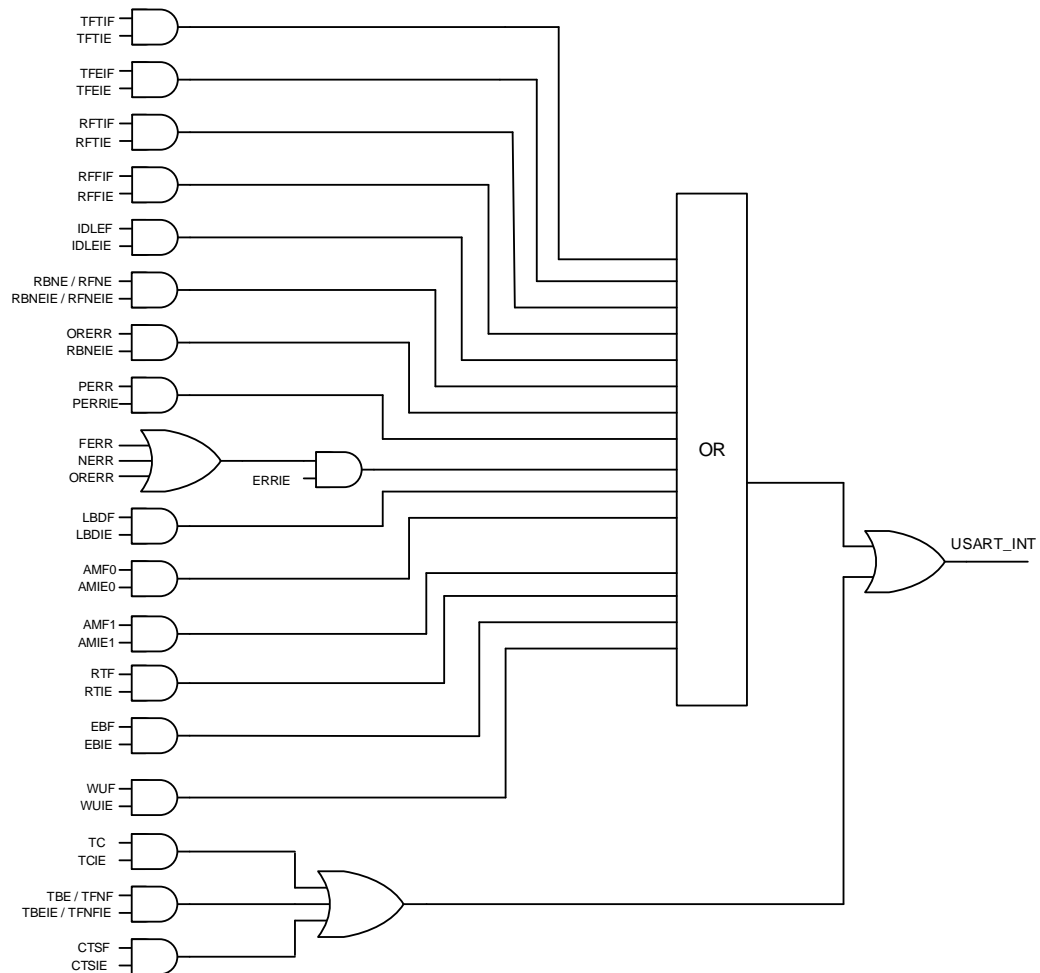 TFTIF
TFTIE
TFEIF
TFEIE
RFTIF
RFTIE
RFFIF
RFFIE
IDLEF
IDLEIE
RBNE / RFNE
RBNEIE / RFNEIE
ORERR
RBNEIE
PERR
PERRIE
FERR
NERR
ORERR
ERRIE
LBDF
LBDIE
AMF0
AMIE0
AMF1
AMIE1
RTF
RTIE
EBF
EBIE
WUF
WUIE
TC
TCIE
TBE / TFNF
TBEIE / TFNFIE
CTSF
CTSIE
OR
USART_INT